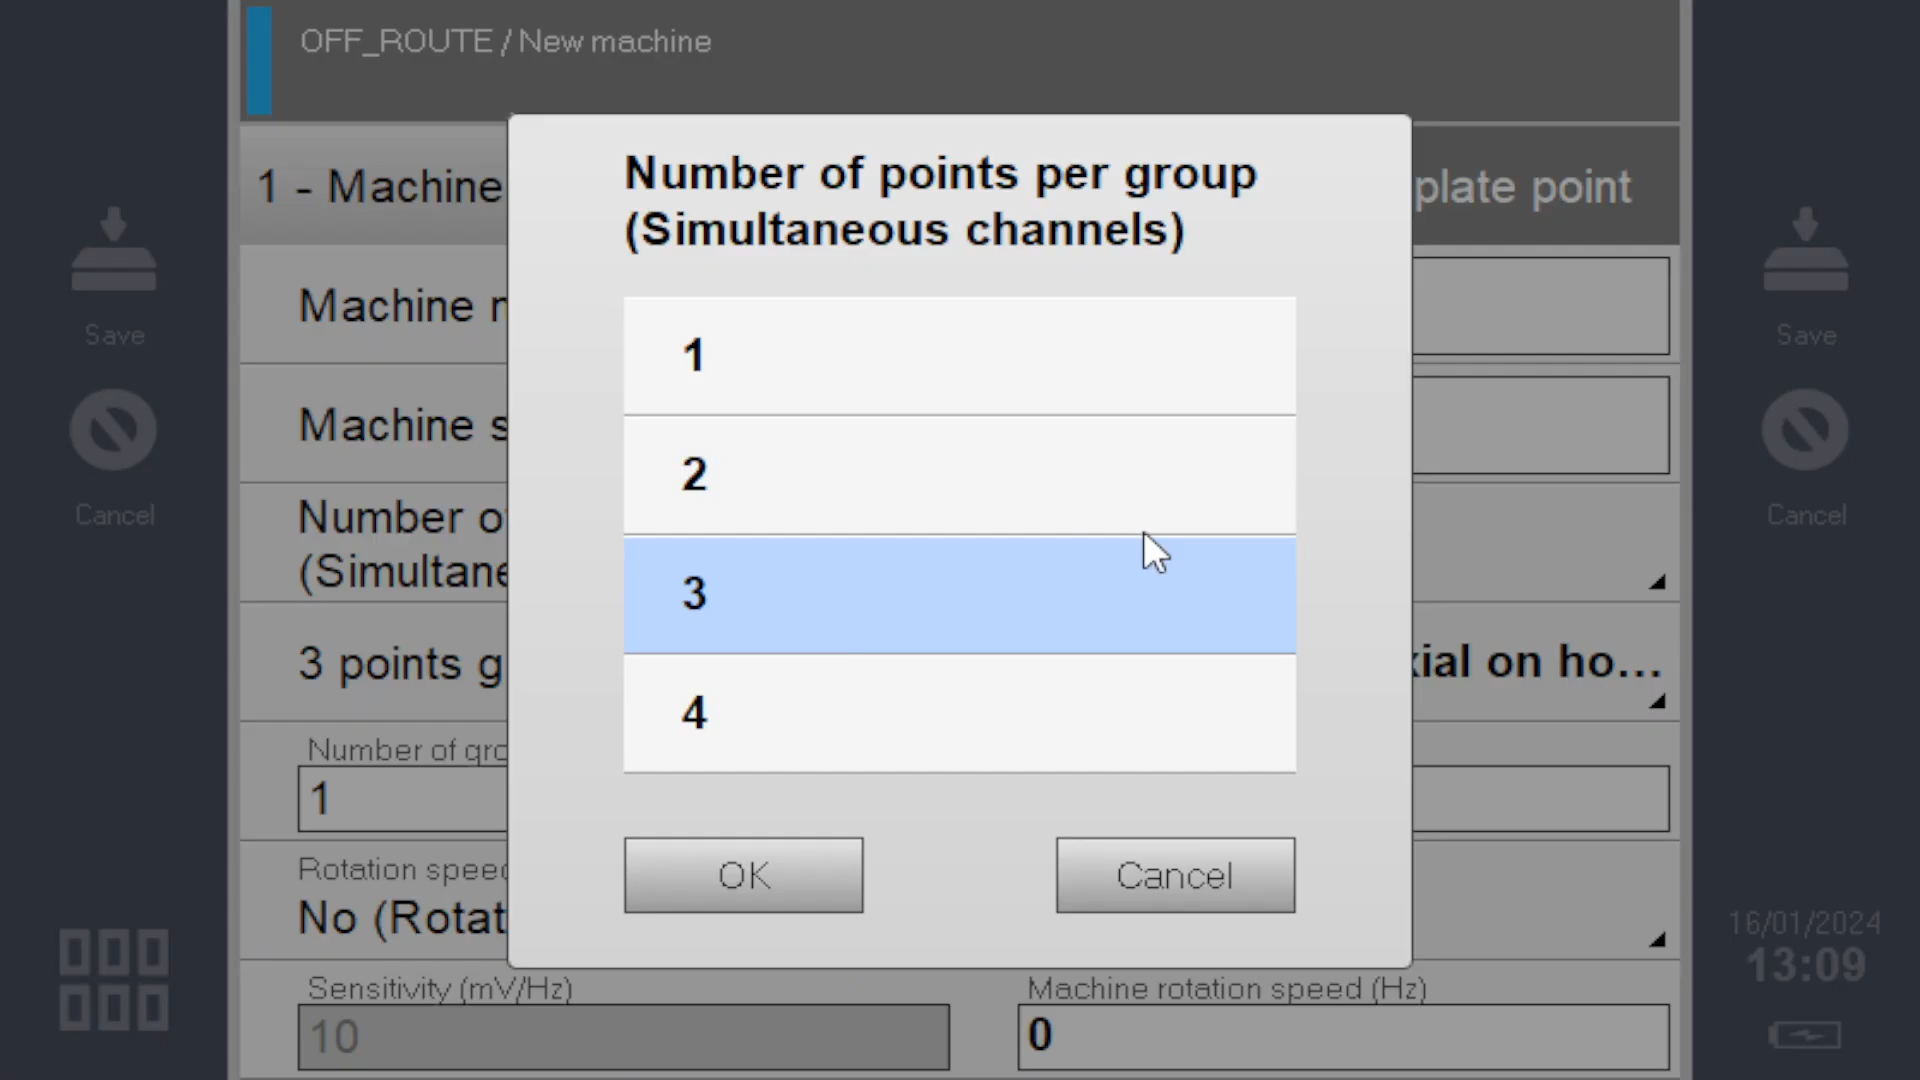 OFF_ROUTE / New machine
Number of points per group
(Simultaneous channels)
1 - Machine
plate point
1
Machine
Save
Save
2
Machine
Number
Cancel
Cancel
(Simultane
3
3 points
xial on ho...
4
Number of gro
1
OK
Cancel
Rotation speed
No (Rotat
16/01/2024
13:09
Sensitivity (mV/Hz)
Machine rotation speed (Hz)
10
0